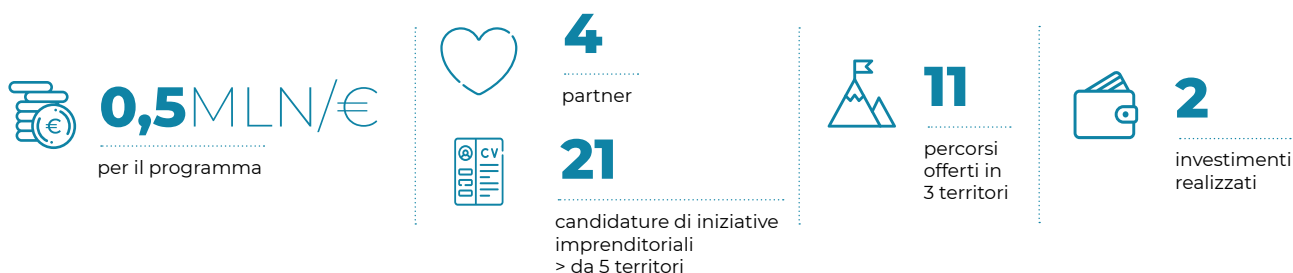 0,5MLN/€
per il programma
4
partner
CV
21
candidature di iniziative
imprenditoriali
> da 5 territori
11
percorsi
offerti in
3 territori
2
investimenti
realizzati